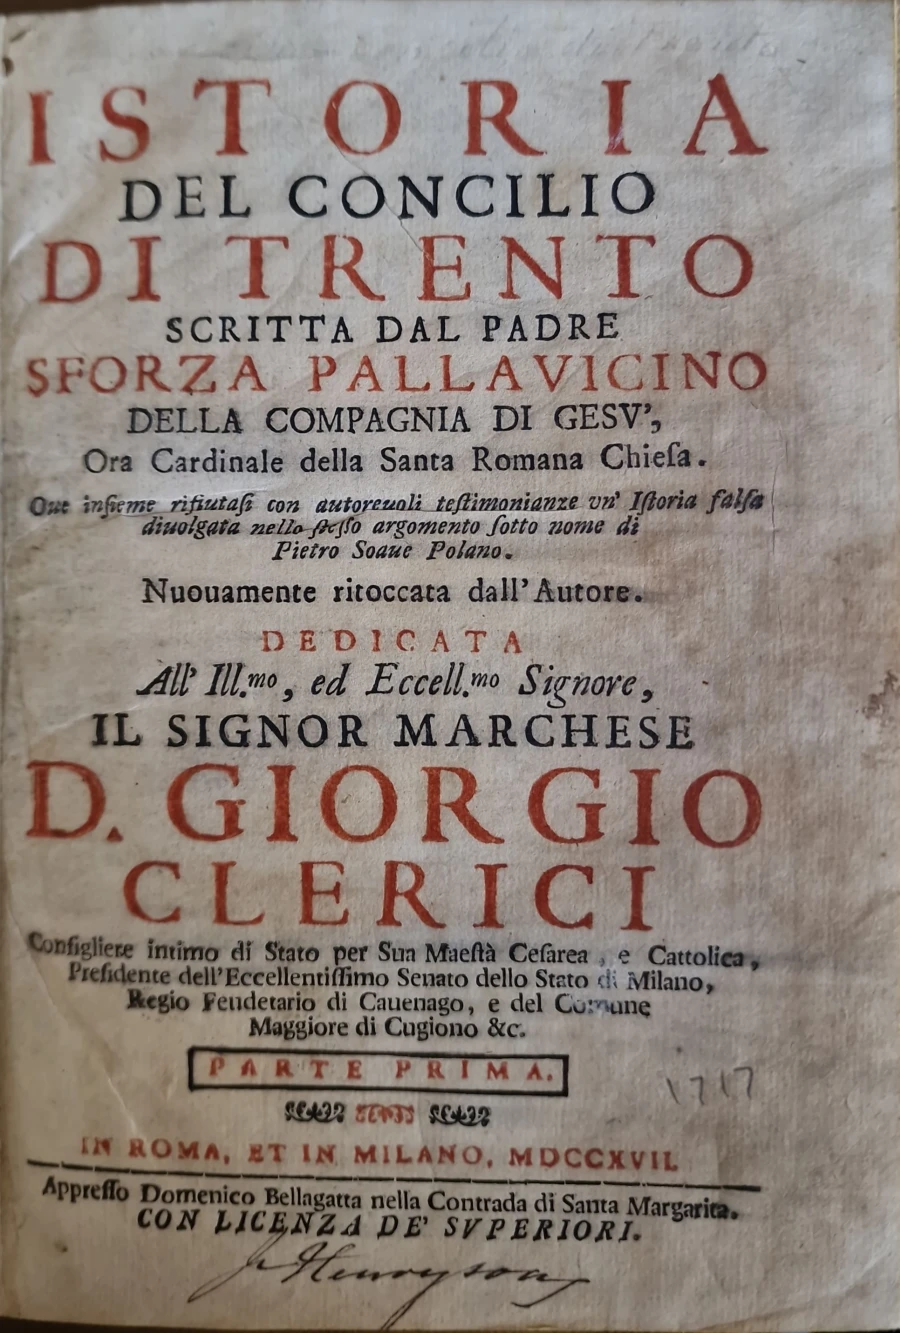 ISTORIA
DEL CONCILIO
DI TRENTO
SCRITTA DAL PADRE
SFORZA PALLAVICINO
DELLA COMPAGNIA DI GESV',
Ora Cardinale della Santa Romana Chieſa.
Oue inſieme rifiutaſi con autoreuoli teſtimonianze vn' Iſtoria falſa
diuolgata nello ſteſſo argomento ſotto nome di
Pietro Soaue Polano.
Nuouamente ritoccata dall' Autore.
DEDICATA
All' Ill.mo, ed Eccell.mo Signore,
IL SIGNOR MARCHESE
D. GIORGIO
CLERICI
Conſigliere intimo di Stato per Sua Maeſtà Ceſarea, e Cattolica,
Preſidente dell'Eccellentiſſimo Senato dello Stato di Milano,
Regio Feudetario di Cauenago, e del Comune
Maggiore di Cugiono &c.
PARTE PRIMA.
1717
IN ROMA, ET IN MILANO, MDCCXVII.
Appreſſo Domenico Bellagatta nella Contrada di Santa Margarita.
CON LICENZA DE' SVPERIORI.
Henryson